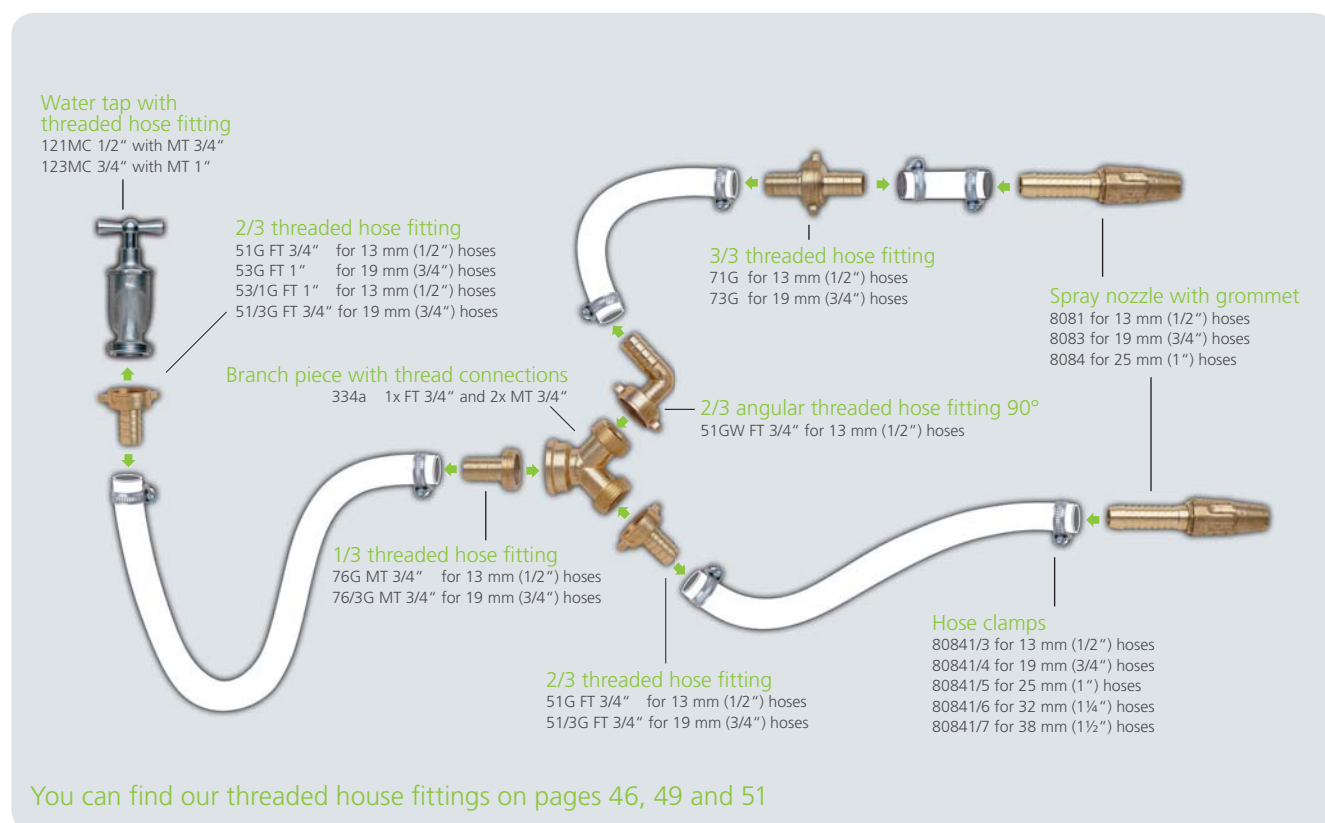 Water tap with
threaded hose fitting
121MC 1/2“ with MT 3/4“
123MC 3/4“ with MT 1“
2/3 threaded hose fitting
51G FT 3/4“ for 13 mm (1/2“) hoses
53G FT 1“ for 19 mm (3/4“) hoses
53/1G FT 1“ for 13 mm (1/2“) hoses
51/3G FT 3/4“ for 19 mm (3/4“) hoses
3/3 threaded hose fitting
71G for 13 mm (1/2“) hoses
73G for 19 mm (3/4“) hoses
Spray nozzle with grommet
8081 for 13 mm (1/2“) hoses
8083 for 19 mm (3/4“) hoses
8084 for 25 mm (1“) hoses
Branch piece with thread connections
334a 1x FT 3/4“ and 2x MT 3/4“
2/3 angular threaded hose fitting 90°
51GW FT 3/4“ for 13 mm (1/2“) hoses
1/3 threaded hose fitting
76G MT 3/4“ for 13 mm (1/2“) hoses
76/3G MT 3/4“ for 19 mm (3/4“) hoses
2/3 threaded hose fitting
51G FT 3/4“ for 13 mm (1/2“) hoses
51/3G FT 3/4“ for 19 mm (3/4“) hoses
Hose clamps
80841/3 for 13 mm (1/2“) hoses
80841/4 for 19 mm (3/4“) hoses
80841/5 for 25 mm (1“) hoses
80841/6 for 32 mm (1¼“) hoses
80841/7 for 38 mm (1½“) hoses
You can find our threaded house fittings on pages 46, 49 and 51